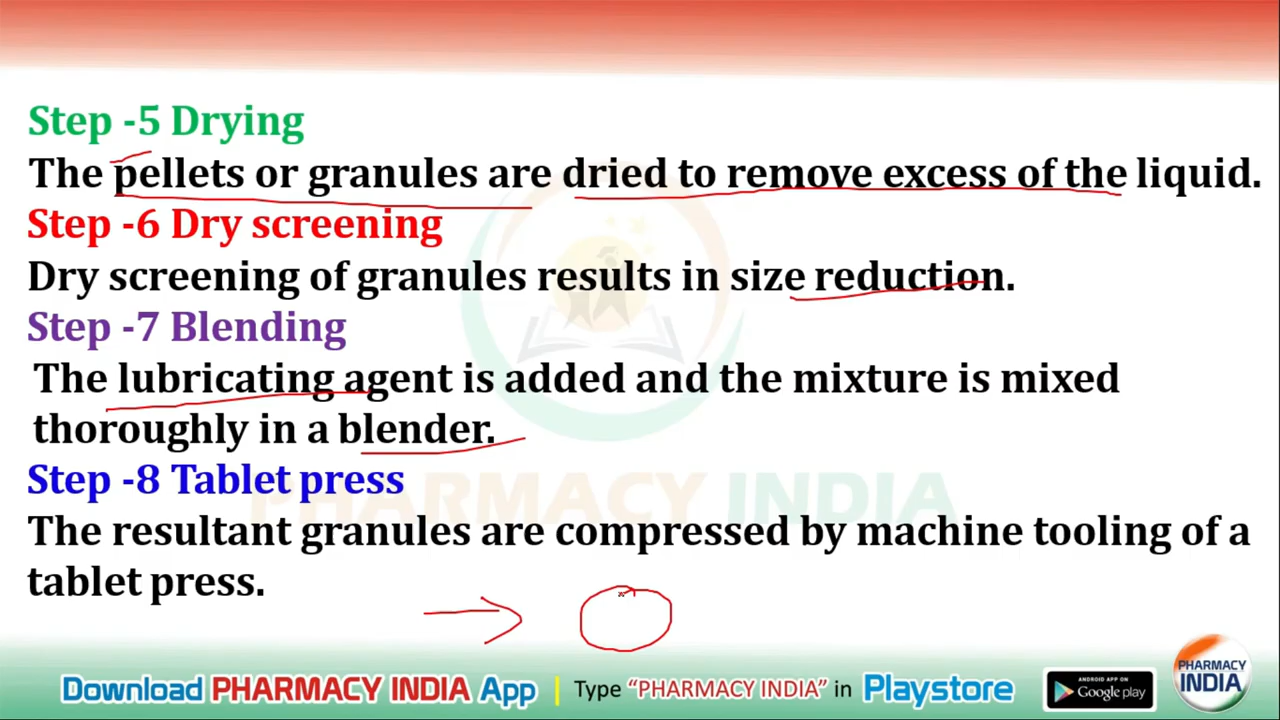 Step -5 Drying
The pellets or granules are dried to remove excess of the liquid.
Step -6 Dry screening
Dry screening of granules results in size reduction.
Step -7 Blending
The lubricating agent is added and the mixture is mixed
thoroughly in a blender.
Step -8 Tablet press
The resultant granules are compressed by machine tooling of a
tablet press.
PHARMACY INDIA
Download PHARMACY INDIA App | Type “PHARMACY INDIA” in Playstore
ANDROID APP ON
Google play
PHARMACY
INDIA